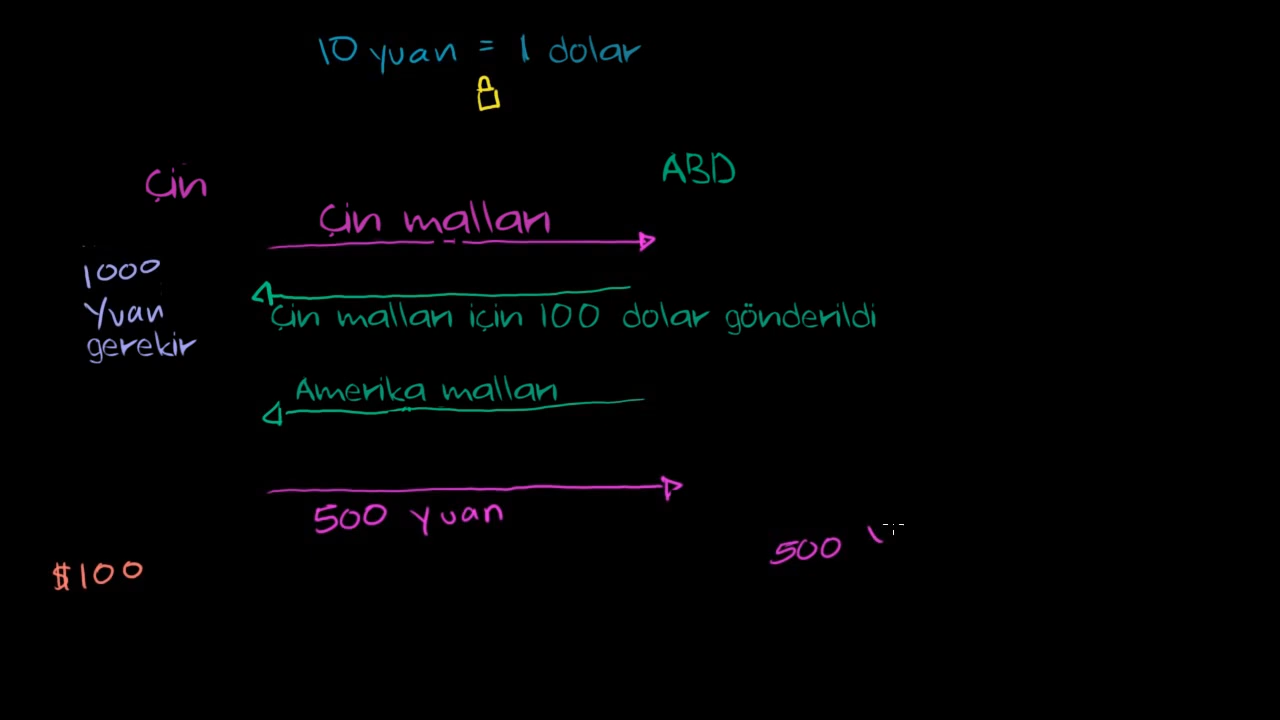 10 yuan = 1 dolar
Çin
ABD
Çin malları
1000
Yuan
gerekir
Çin malları için 100 dolar gönderildi
Amerika malları
500 yuan
500
$100